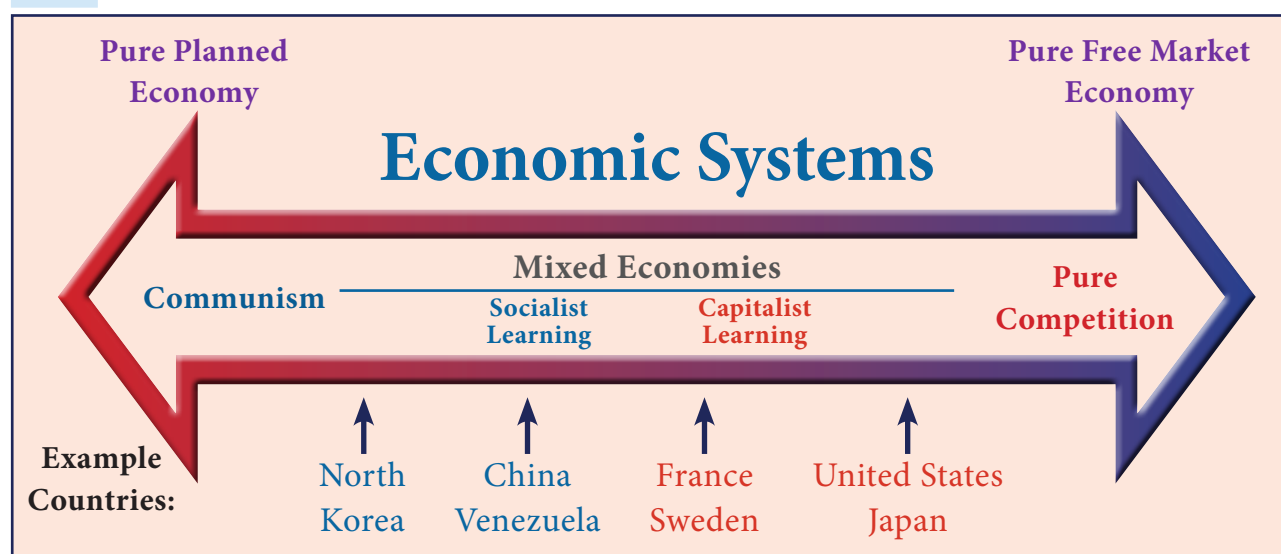 Pure Planned
Economy
Pure Free Market
Economy
Economic Systems
Mixed Economies
Communism
Socialist
Learning
Capitalist
Learning
Pure
Competition
Example
Countries:
North
Korea
China
Venezuela
France
Sweden
United States
Japan